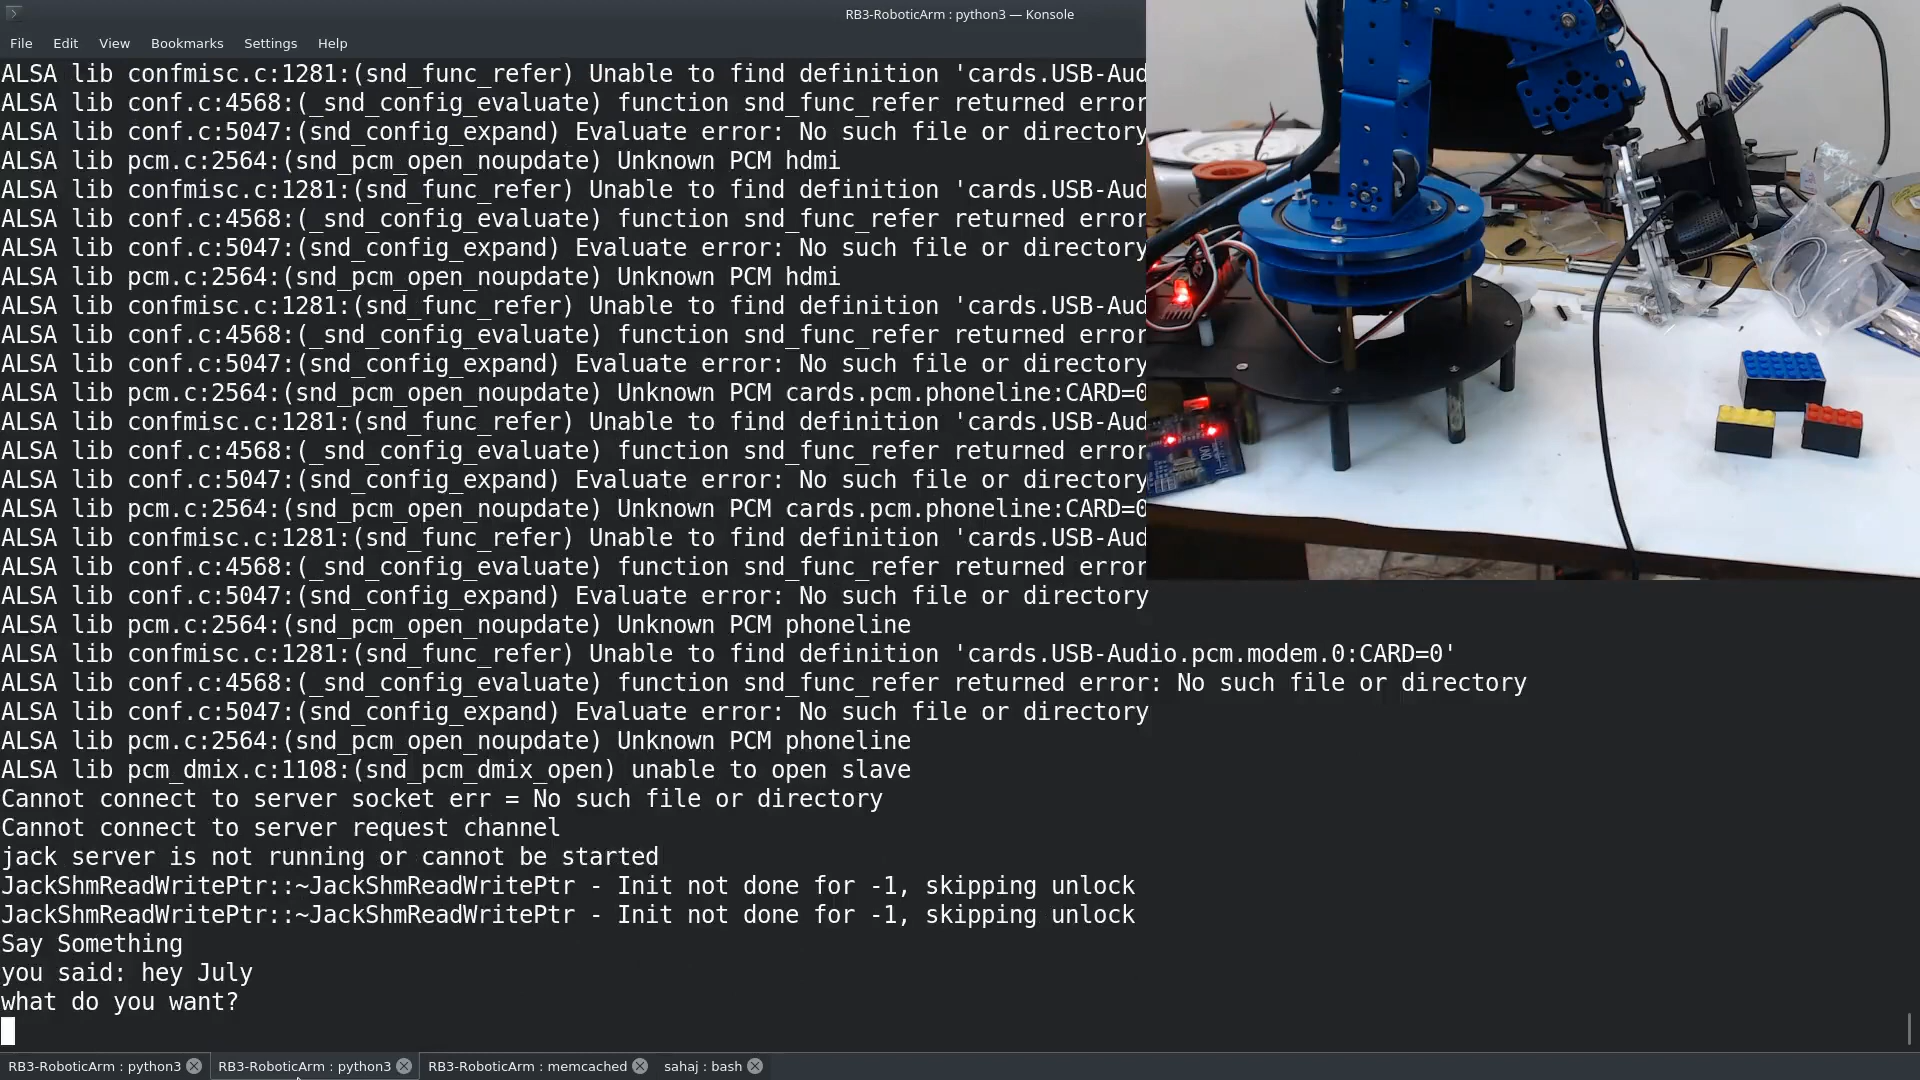 RB3-RoboticArm : python3 — Konsole
File Edit View Bookmarks Settings Help
ALSA lib confmisc.c:1281:(snd_func_refer) Unable to find definition 'cards.USB-Aud
ALSA lib conf.c:4568:(_snd_config_evaluate) function snd_func_refer returned error
ALSA lib conf.c:5047:(snd_config_expand) Evaluate error: No such file or directory
ALSA lib pcm.c:2564:(snd_pcm_open_noupdate) Unknown PCM hdmi
ALSA lib confmisc.c:1281:(snd_func_refer) Unable to find definition 'cards.USB-Aud
ALSA lib conf.c:4568:(_snd_config_evaluate) function snd_func_refer returned error
ALSA lib conf.c:5047:(snd_config_expand) Evaluate error: No such file or directory
ALSA lib pcm.c:2564:(snd_pcm_open_noupdate) Unknown PCM hdmi
ALSA lib confmisc.c:1281:(snd_func_refer) Unable to find definition 'cards.USB-Aud
ALSA lib conf.c:4568:(_snd_config_evaluate) function snd_func_refer returned error
ALSA lib conf.c:5047:(snd_config_expand) Evaluate error: No such file or directory
ALSA lib pcm.c:2564:(snd_pcm_open_noupdate) Unknown PCM cards.pcm.phoneline:CARD=0
ALSA lib confmisc.c:1281:(snd_func_refer) Unable to find definition 'cards.USB-Aud
ALSA lib conf.c:4568:(_snd_config_evaluate) function snd_func_refer returned error
ALSA lib conf.c:5047:(snd_config_expand) Evaluate error: No such file or directory
ALSA lib pcm.c:2564:(snd_pcm_open_noupdate) Unknown PCM cards.pcm.phoneline:CARD=0
ALSA lib confmisc.c:1281:(snd_func_refer) Unable to find definition 'cards.USB-Aud
ALSA lib conf.c:4568:(_snd_config_evaluate) function snd_func_refer returned error
ALSA lib conf.c:5047:(snd_config_expand) Evaluate error: No such file or directory
ALSA lib pcm.c:2564:(snd_pcm_open_noupdate) Unknown PCM phoneline
ALSA lib confmisc.c:1281:(snd_func_refer) Unable to find definition 'cards.USB-Audio.pcm.modem.0:CARD=0'
ALSA lib conf.c:4568:(_snd_config_evaluate) function snd_func_refer returned error: No such file or directory
ALSA lib conf.c:5047:(snd_config_expand) Evaluate error: No such file or directory
ALSA lib pcm.c:2564:(snd_pcm_open_noupdate) Unknown PCM phoneline
ALSA lib pcm_dmix.c:1108:(snd_pcm_dmix_open) unable to open slave
Cannot connect to server socket err = No such file or directory
Cannot connect to server request channel
jack server is not running or cannot be started
JackShmReadWritePtr::~JackShmReadWritePtr - Init not done for -1, skipping unlock
JackShmReadWritePtr::~JackShmReadWritePtr - Init not done for -1, skipping unlock
Say Something
you said: hey July
what do you want?
RB3-RoboticArm : python3 RB3-RoboticArm : python3 RB3-RoboticArm : memcached sahaj : bash